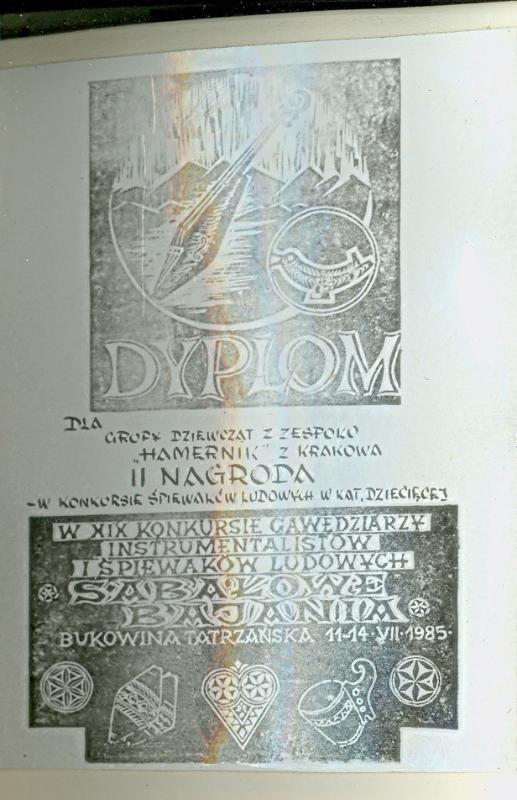 DYPLOM
DLA
GRUPY DZIEWCZĄT Z ZESPOŁU
„HAMERNIK" Z KRAKOWA
II NAGRODA
- W KONKURSIE ŚPIEWAKÓW LUDOWYCH W KAT. DZIECIĘCEJ
W XIX KONKURSIE GAWĘDZIARZY
INSTRUMENTALISTÓW
I ŚPIEWAKÓW LUDOWYCH
SABAŁOWE
BAJANIA
BUKOWINA TATRZAŃSKA 11-14·VII·1985·